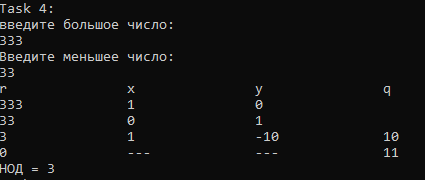 Task 4:
введите большое число:
333
Введите меньшее число:
33
r x y q
333 1 0
33 0 1
3 1 -10 10
0 --- --- 11
НОД = 3